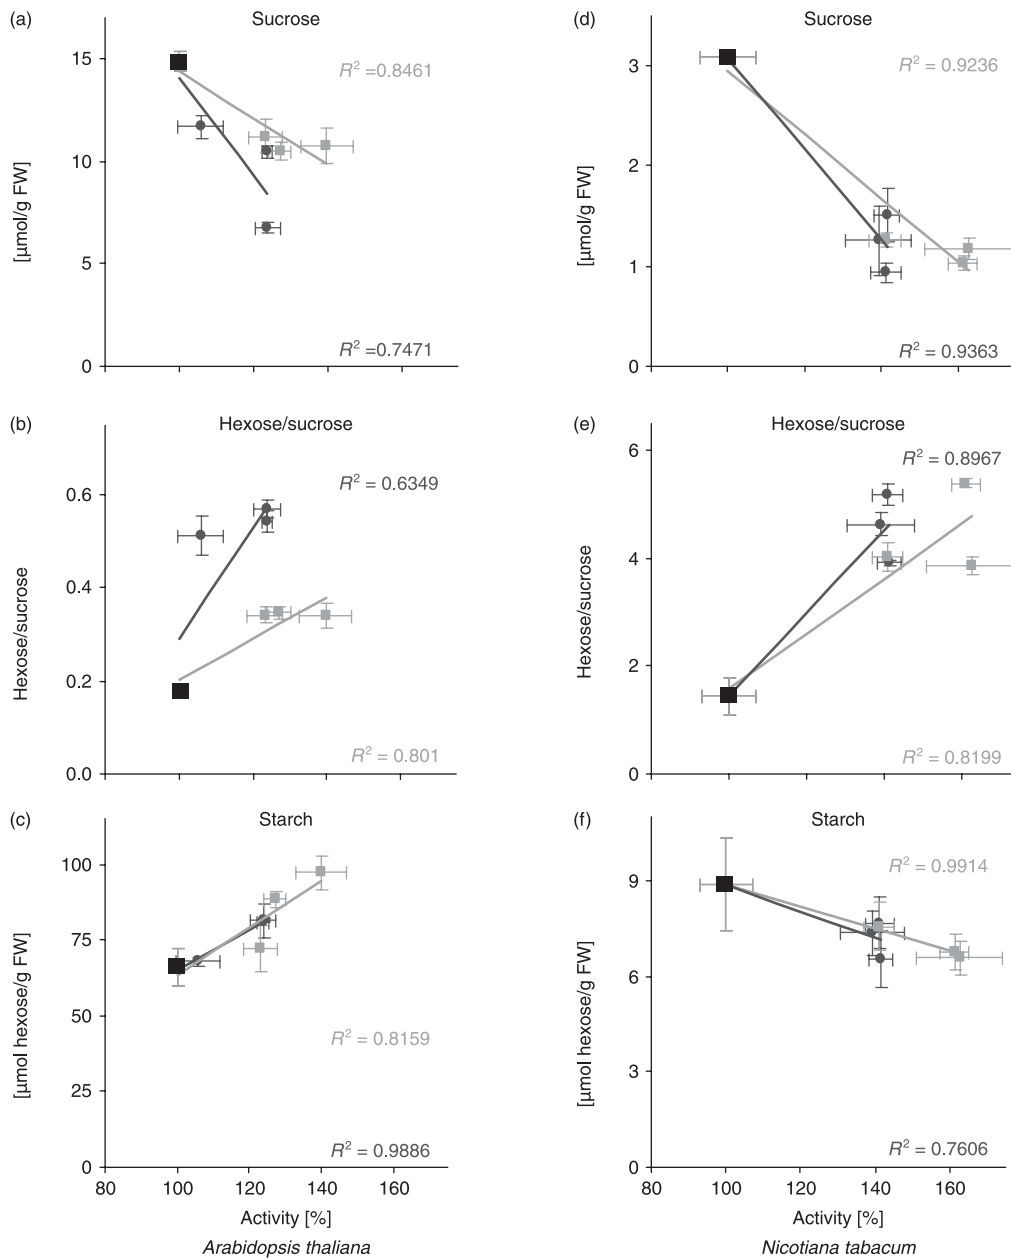 (a)
Sucrose
15
10
5
0
[µmol/g FW]
R² =0.8461
R² =0.7471
(d)
Sucrose
3
2
1
0
[µmol/g FW]
R² = 0.9236
R² = 0.9363
(b)
Hexose/sucrose
0.6
0.4
0.2
0.0
Hexose/sucrose
R² = 0.6349
R² = 0.801
(e)
Hexose/sucrose
6
4
2
0
Hexose/sucrose
R² = 0.8967
R² = 0.8199
(c)
Starch
100
75
50
25
0
[µmol hexose/g FW]
R² = 0.8159
R² = 0.9886
80 100 120 140 160
Activity [%]
Arabidopsis thaliana
(f)
Starch
9
6
3
0
[µmol hexose/g FW]
R² = 0.9914
R² = 0.7606
80 100 120 140 160
Activity [%]
Nicotiana tabacum